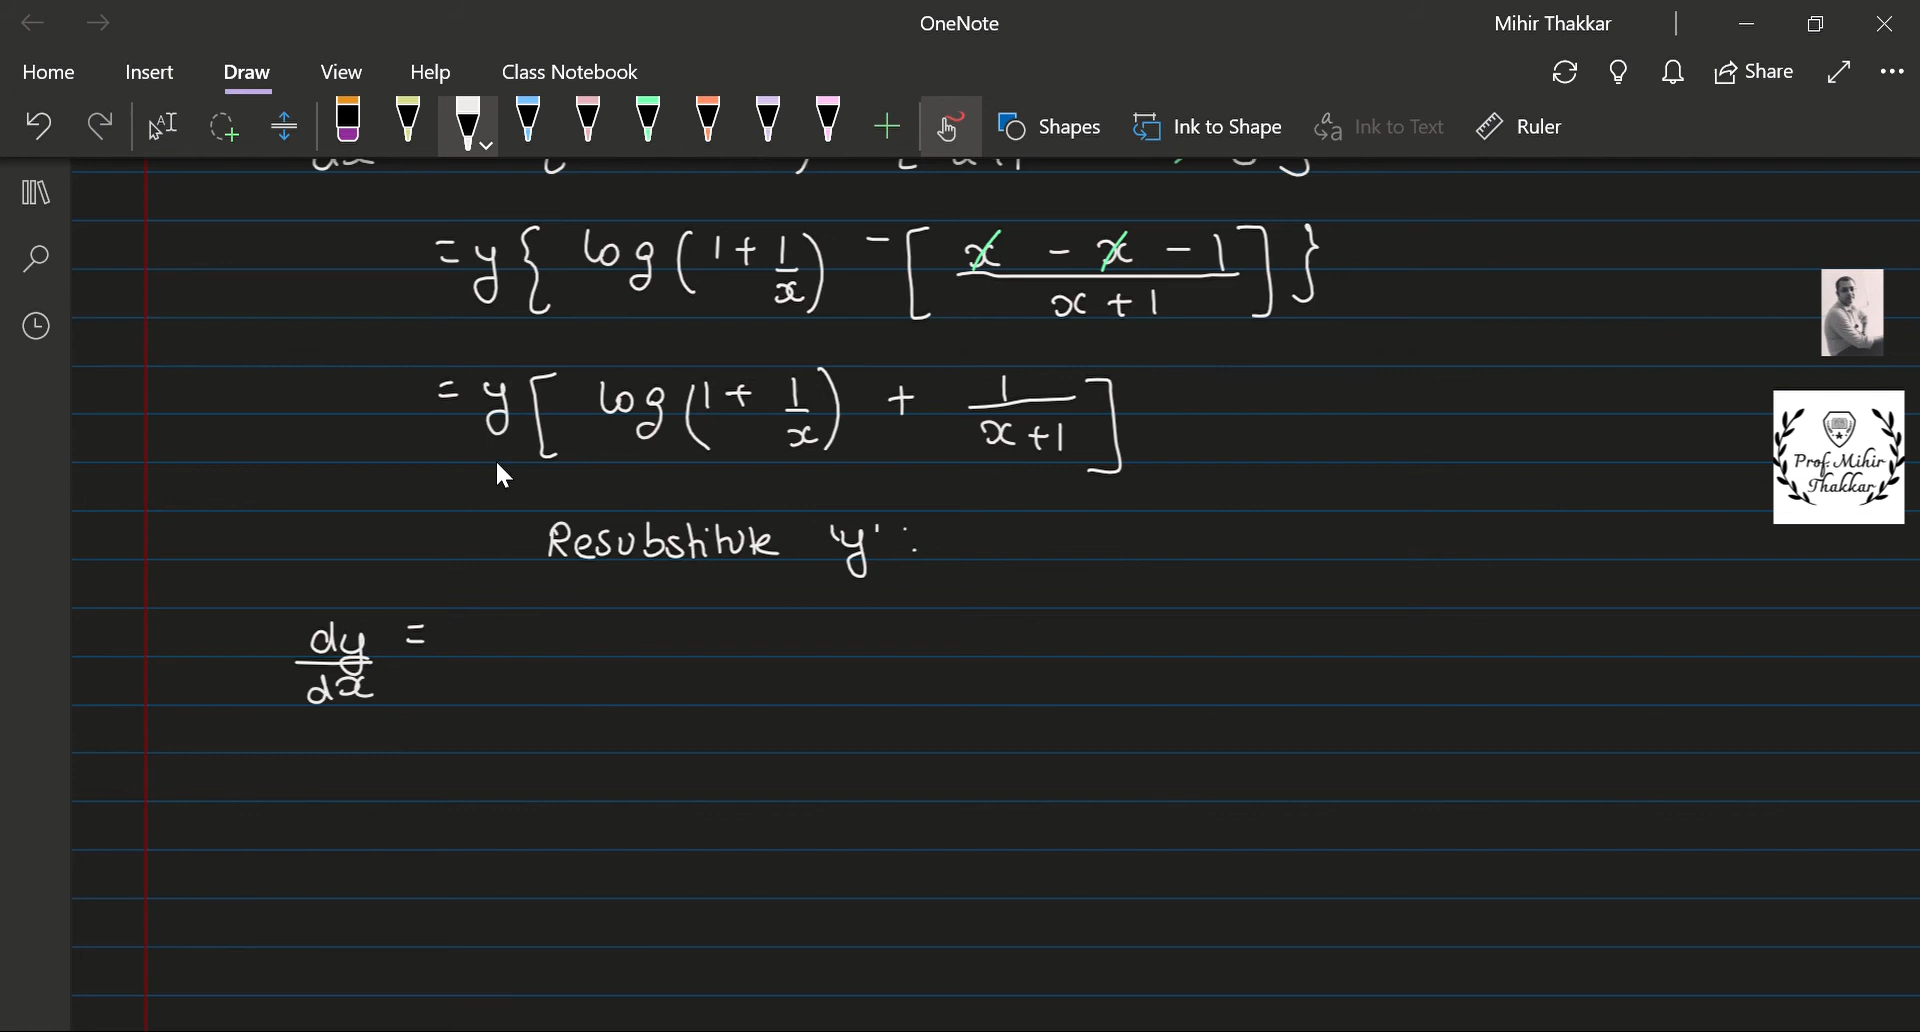 OneNote
Mihir Thakkar
Home Insert Draw View Help Class Notebook
Share
Shapes Ink to Shape Ink to Text Ruler
= y{ log(1 + 1/x) - [ x - x - 1 / x + 1 ] }
= y[ log(1 + 1/x) + 1/x+1 ]
Prof. Mihir
Thakkar
Resubstitute 'y' :
dy/dx =